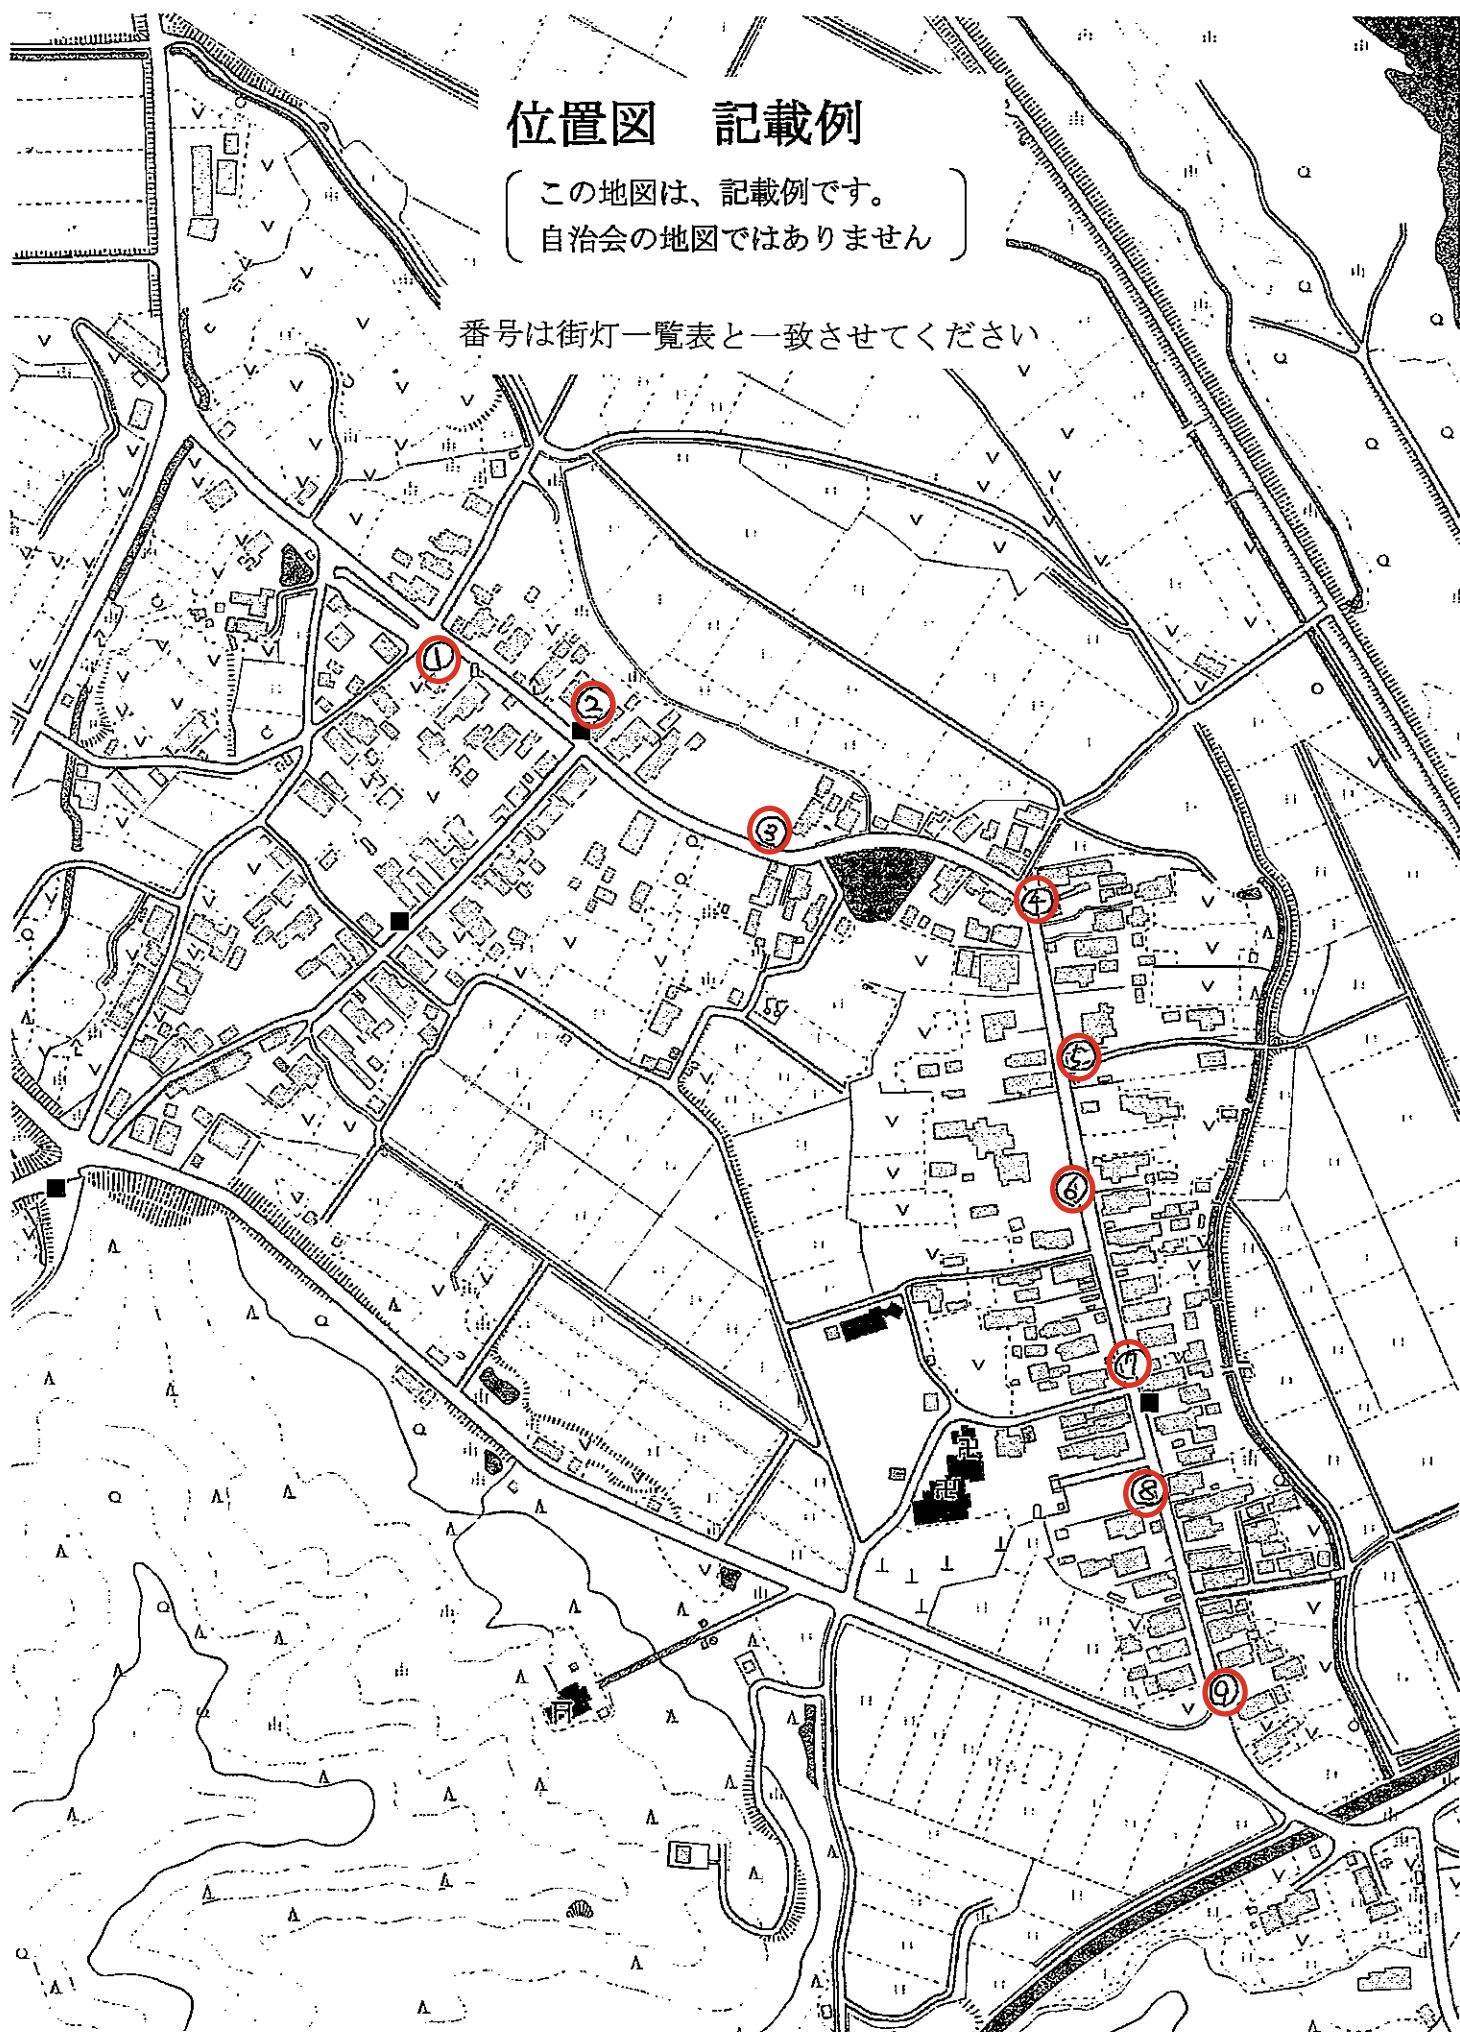 位置図　記載例
この地図は、記載例です。
自治会の地図ではありません
番号は街灯一覧表と一致させてください
①
②
③
④
⑤
⑥
⑦
⑧
⑨